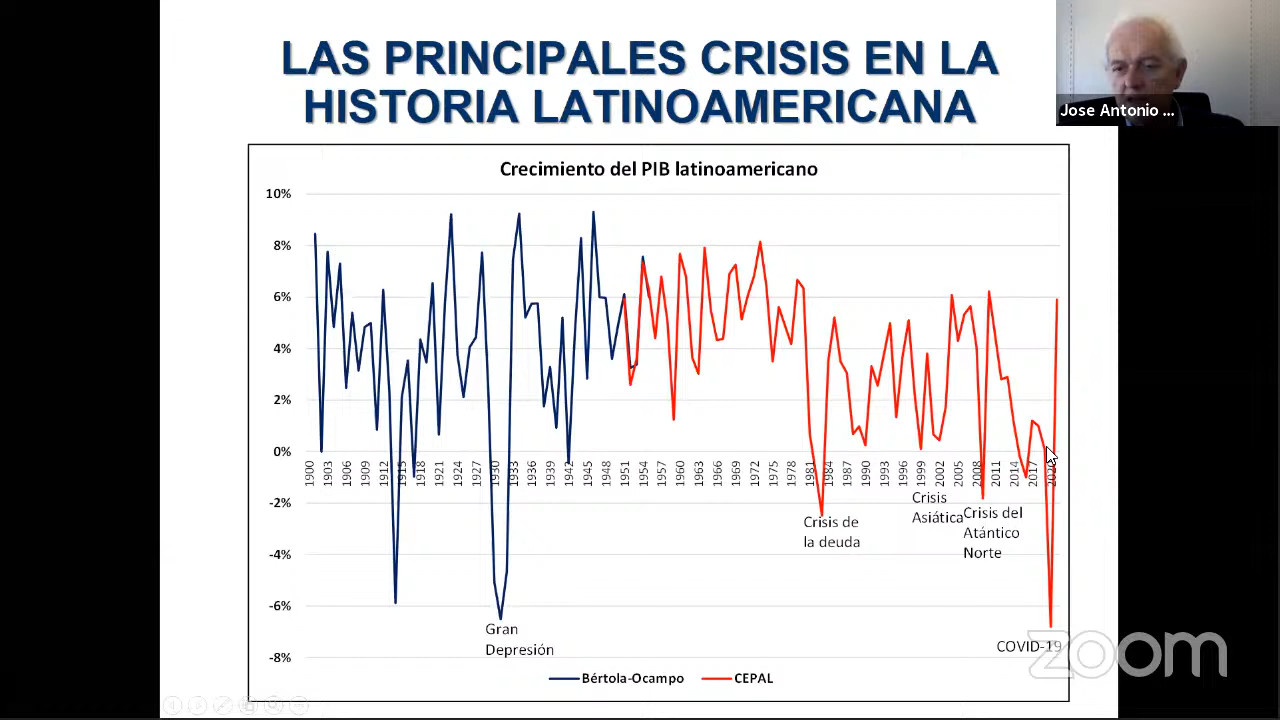 LAS PRINCIPALES CRISIS EN LA
HISTORIA LATINOAMERICANA
Jose Antonio ...
Crecimiento del PIB latinoamericano
10%
8%
6%
4%
2%
0%
-2%
-4%
-6%
-8%
1900 1903 1906 1909 1912 1915 1918 1921 1924 1927 1930 1933 1936 1939 1942 1945 1948 1951 1954 1957 1960 1963 1966 1969 1972 1975 1978 1981 1984 1987 1990 1993 1996 1999 2002 2005 2008 2011 2014 2017 2020
Gran
Depresión
Crisis de
la deuda
Crisis
Asiática
Crisis del
Atántico
Norte
COVID-19
Bértola-Ocampo
CEPAL
zoom